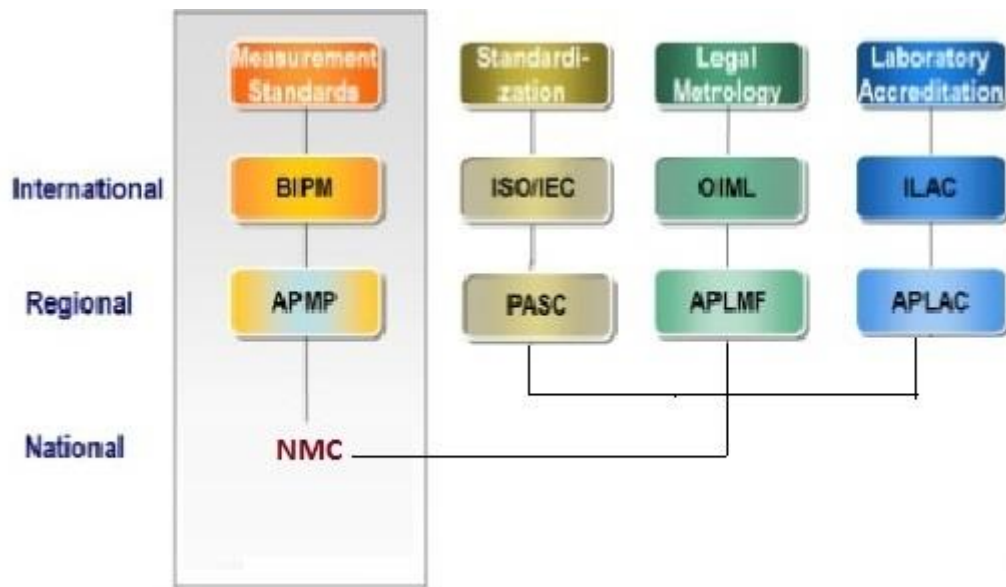 Measurement
Standards
Standardi-
zation
Legal
Metrology
Laboratory
Accreditation
International
BIPM
ISO/IEC
OIML
ILAC
Regional
APMP
PASC
APLMF
APLAC
National
NMC